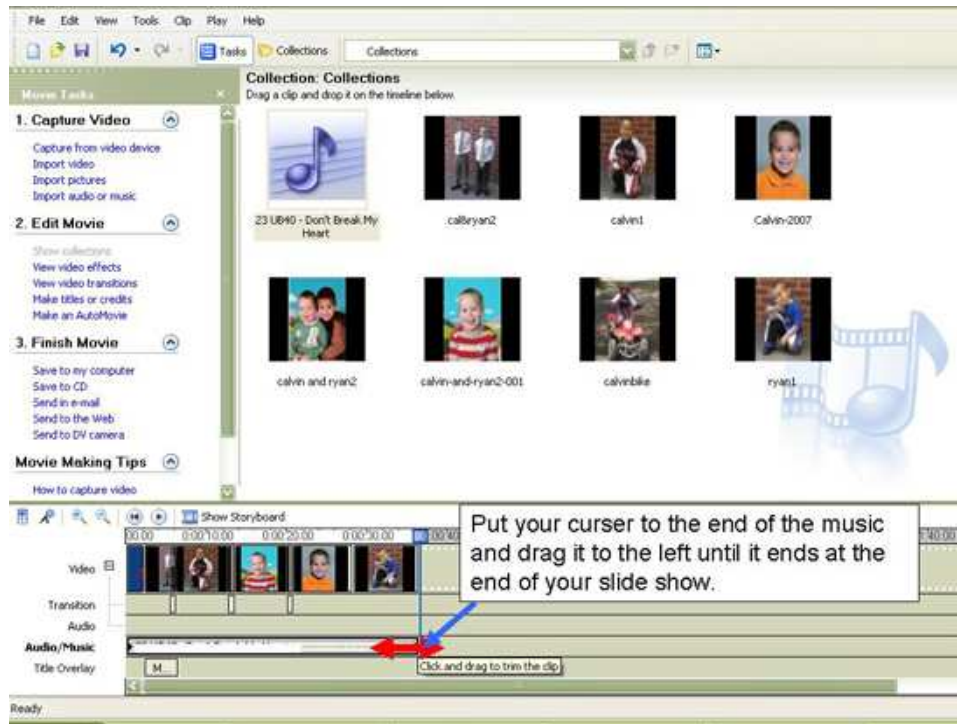 File Edit View Tools Clip Play Help
Tasks Collections Collections
Movie Tasks
Collection: Collections
Drag a clip and drop it on the timeline below.
1. Capture Video
Capture from video device
Import video
Import pictures
Import audio or music
2. Edit Movie
Show collections
View video effects
View video transitions
Make titles or credits
Make an AutoMovie
3. Finish Movie
Save to my computer
Save to CD
Send in e-mail
Send to the Web
Send to DV camera
Movie Making Tips
How to capture video
23 UB40 - Don't Break My
Heart
cal&ryan2
calvin1
Calvin-2007
calvin and ryan2
calvin-and-ryan2-001
calvinbike
ryan1
Show Storyboard
0:00:10.00 0:00:20.00 0:00:30.00
Put your curser to the end of the music
and drag it to the left until it ends at the
end of your slide show.
Video
Transition
Audio
Audio/Music
Title Overlay
M...
Click and drag to trim the clip
Ready